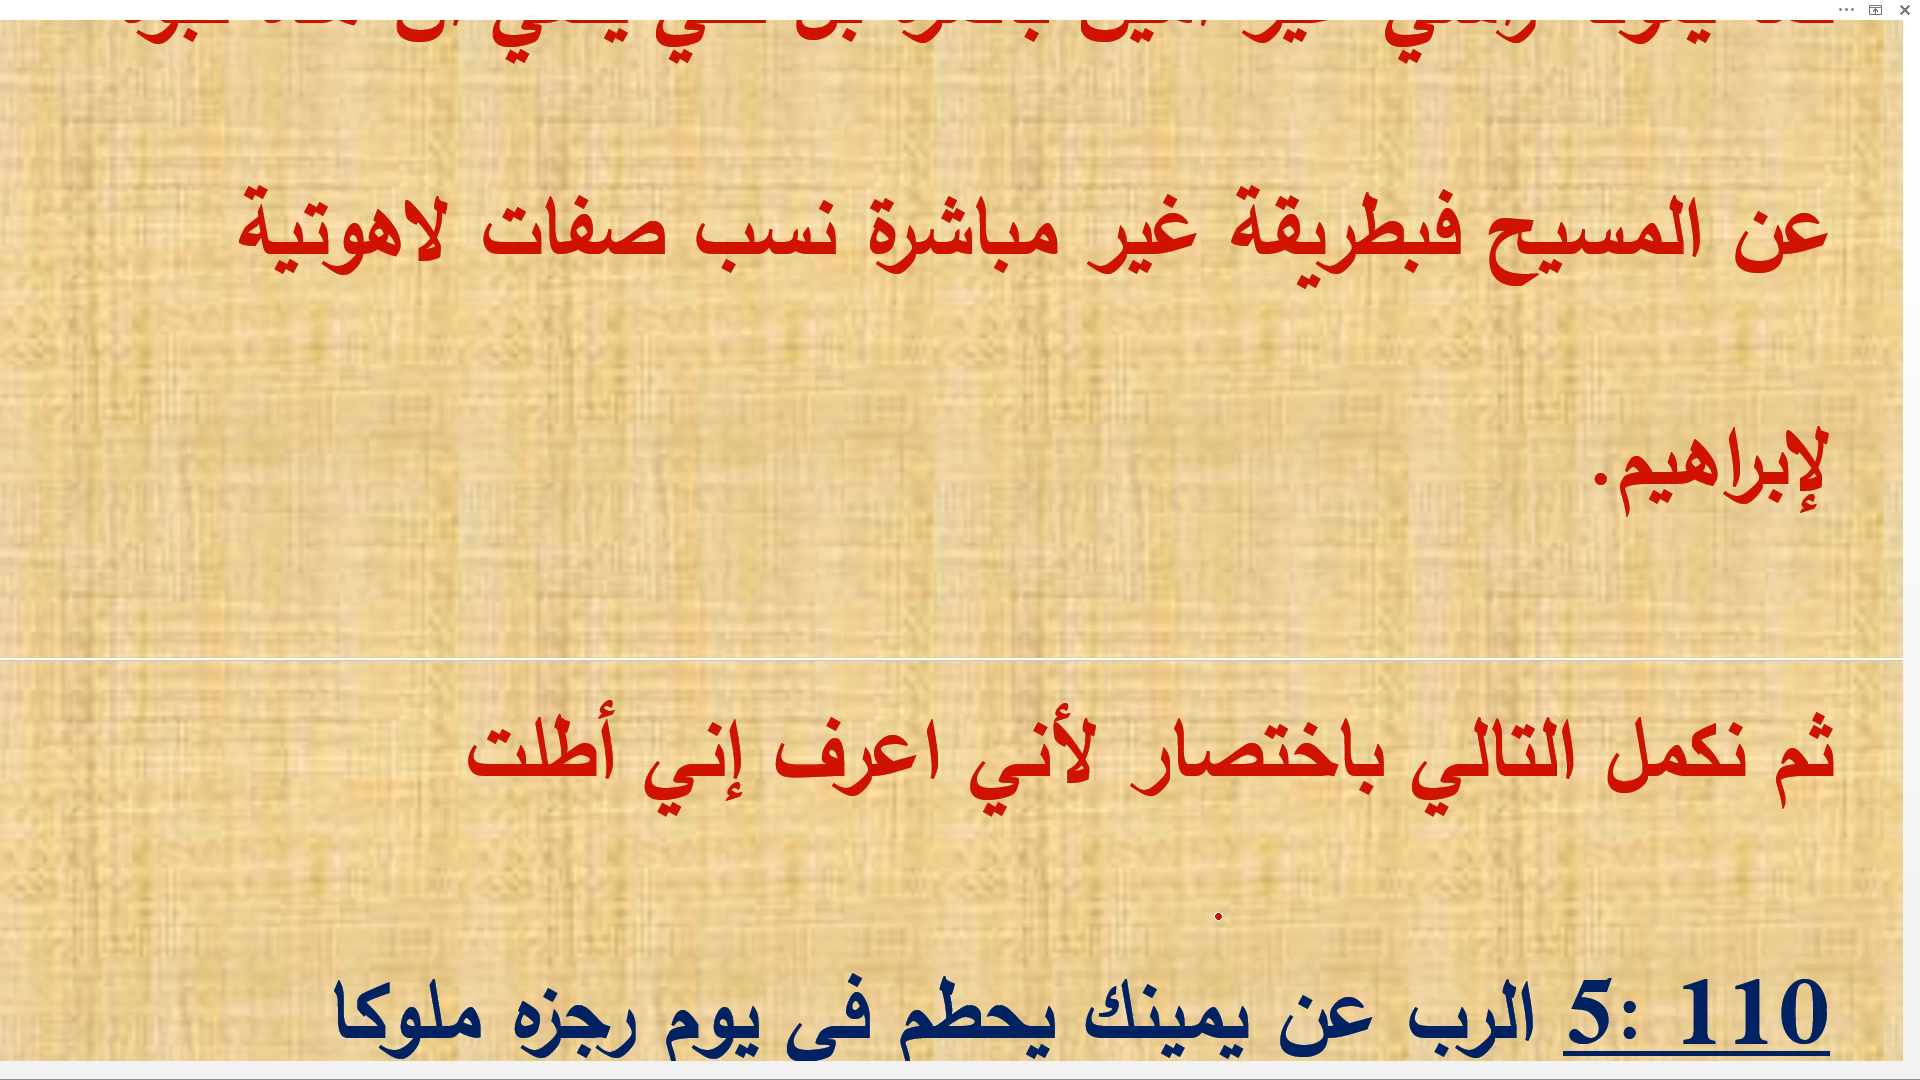 عن المسيح فبطريقة غير مباشرة نسب صفات لاهوتية
لإبراهيم.
ثم نكمل التالي باختصار لأني اعرف إني أطلت
110 :5 الرب عن يمينك يحطم فى يوم رجزه ملوكا